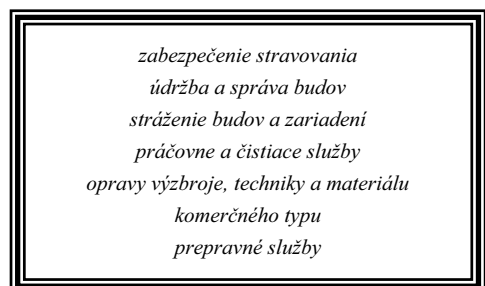 zabezpečenie stravovania
údržba a správa budov
stráženie budov a zariadení
práčovne a čistiace služby
opravy výzbroje, techniky a materiálu
komerčného typu
prepravné služby